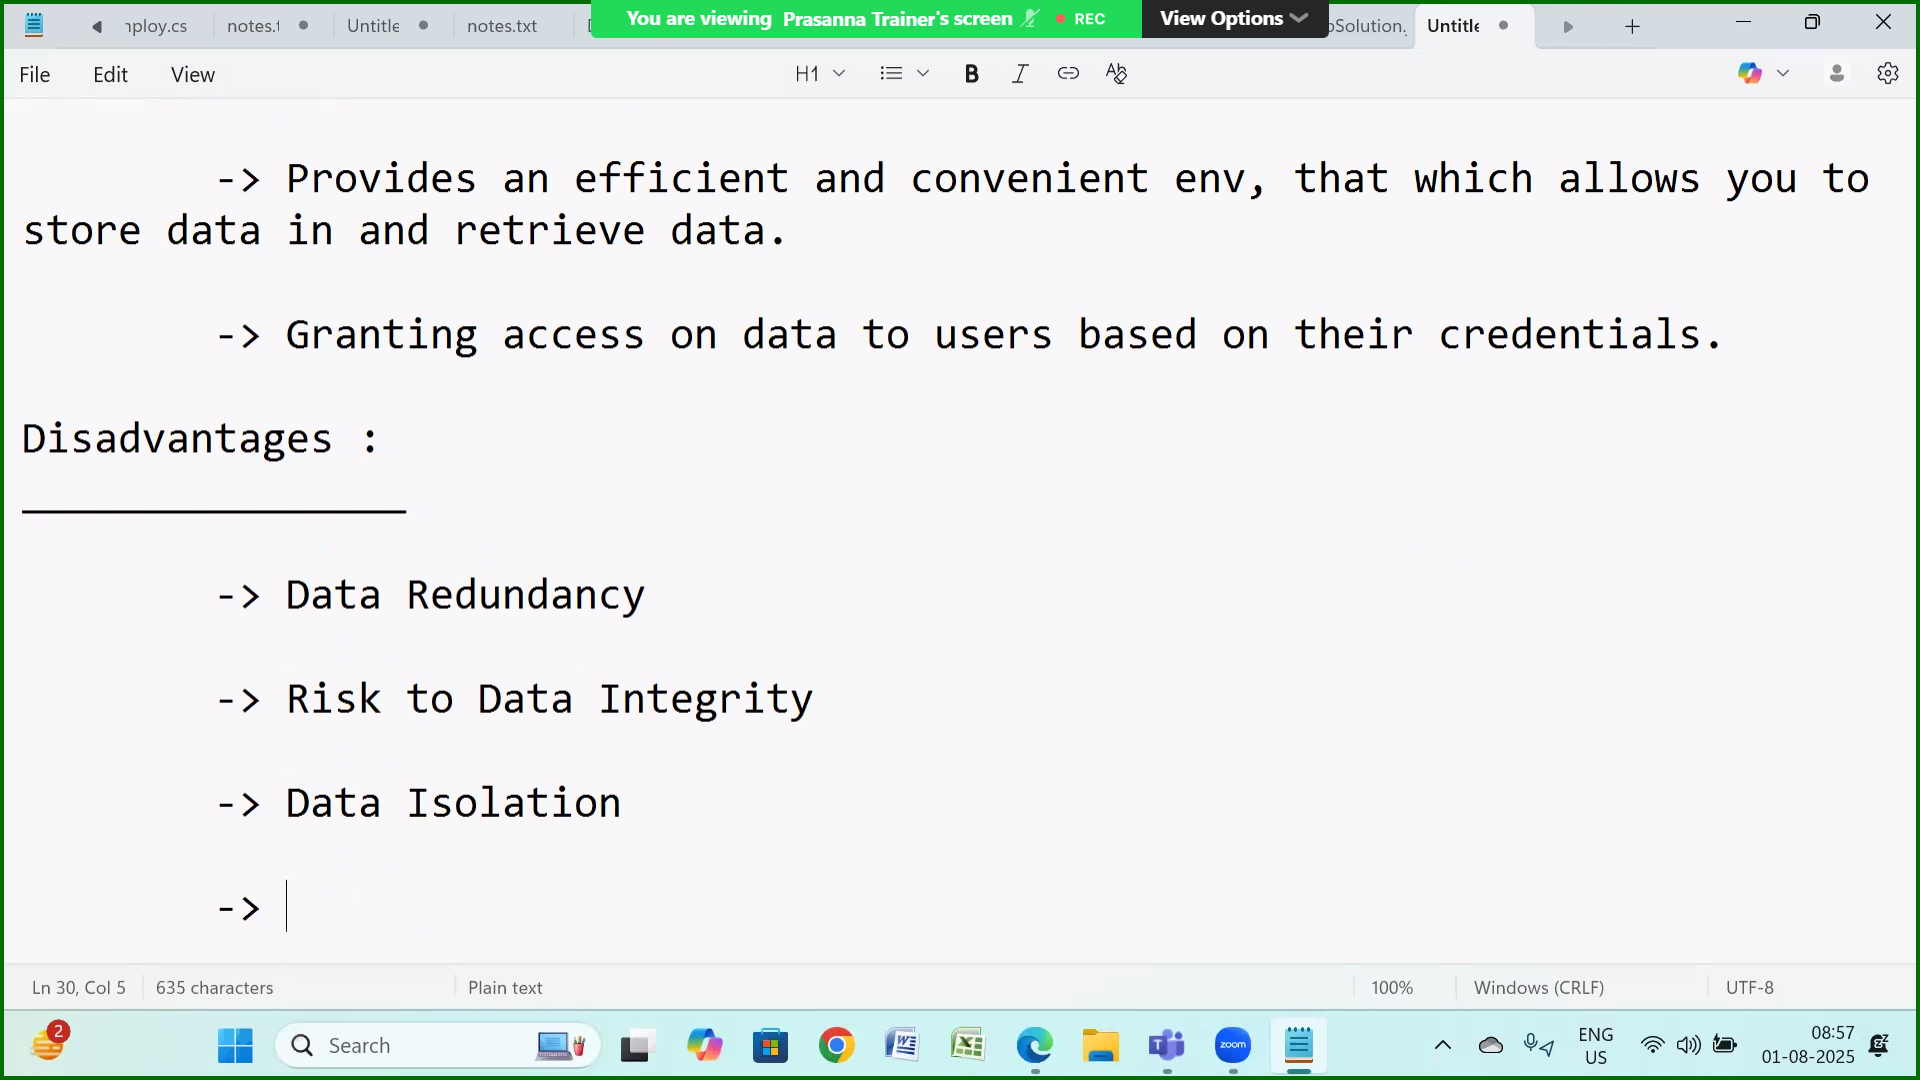 nploy.cs
notes.t
Untitle
notes.txt
You are viewing Prasanna Trainer's screen
REC
View Options
Solution.
Untitle
File
Edit
View
H1
B
I
-> Provides an efficient and convenient env, that which allows you to
store data in and retrieve data.
-> Granting access on data to users based on their credentials.
Disadvantages :
________________
-> Data Redundancy
-> Risk to Data Integrity
-> Data Isolation
->
Ln 30, Col 5
635 characters
Plain text
100%
Windows (CRLF)
UTF-8
2
Search
zoom
ENG
US
08:57
01-08-2025